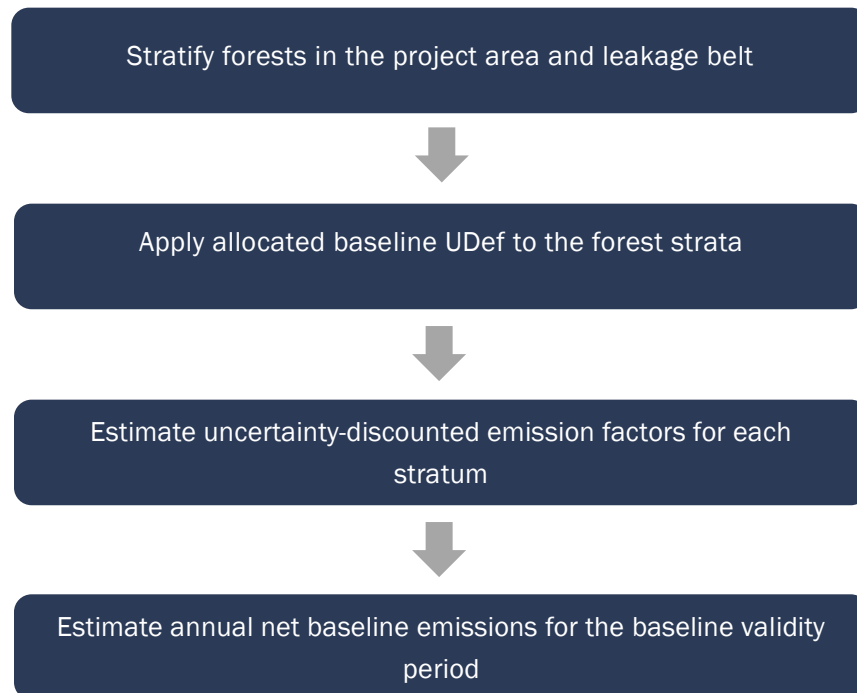 Stratify forests in the project area and leakage belt
Apply allocated baseline UDef to the forest strata
Estimate uncertainty-discounted emission factors for each
stratum
Estimate annual net baseline emissions for the baseline validity
period